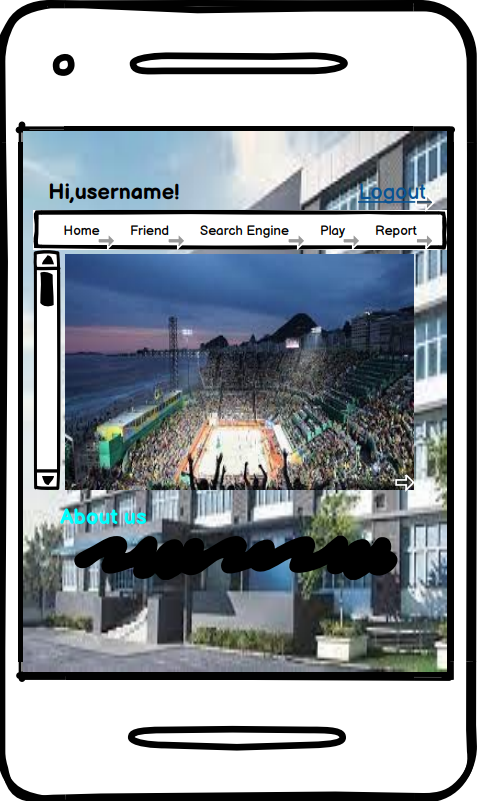 Hi,username!
Logout
Home Friend Search Engine Play Report
About us